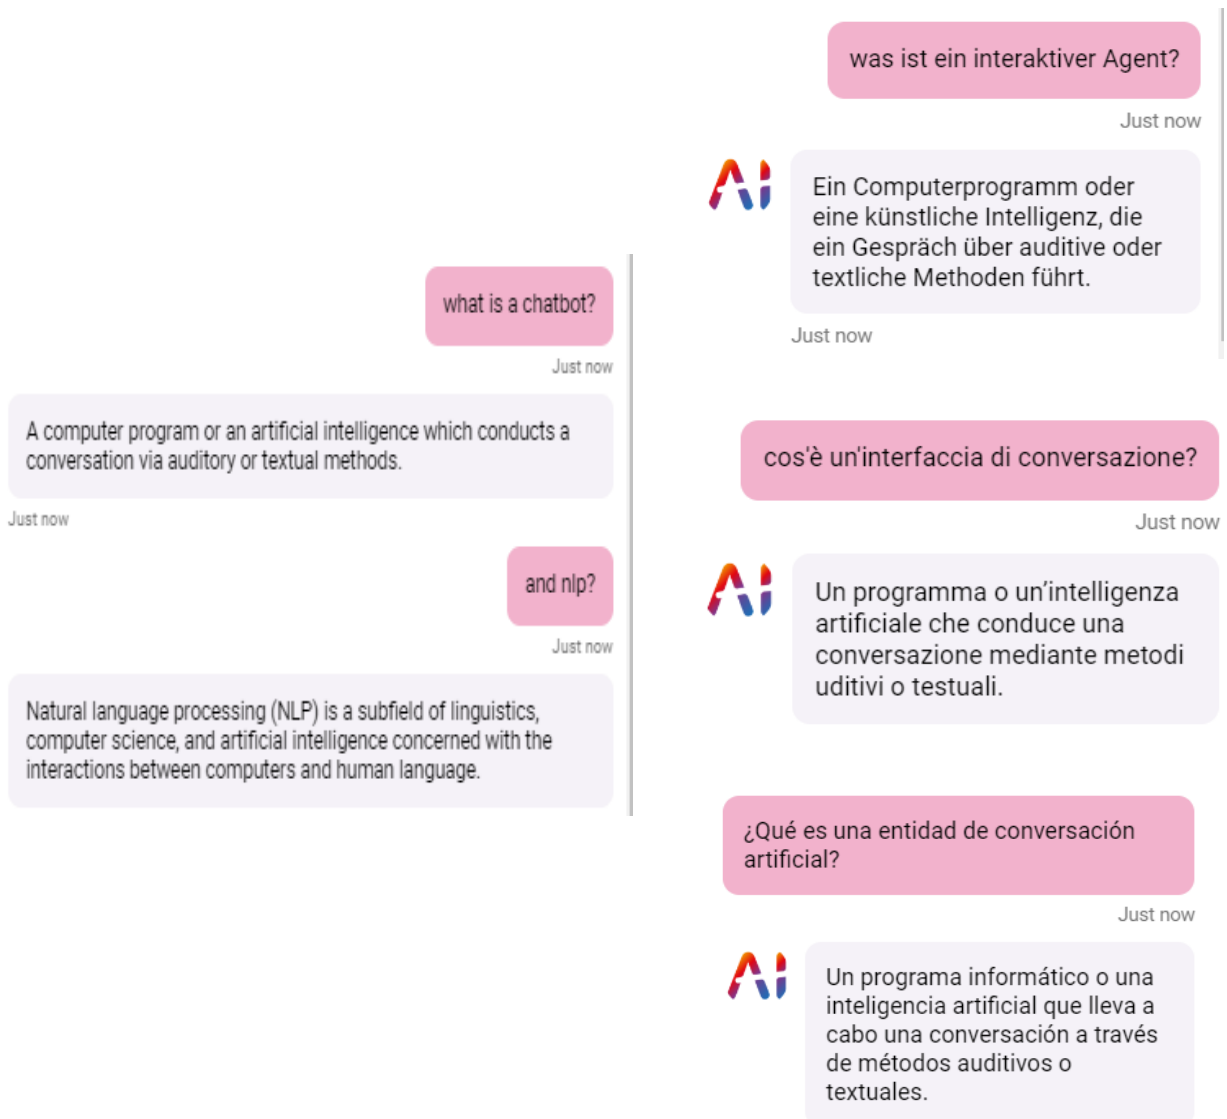 what is a chatbot?
Just now
A computer program or an artificial intelligence which conducts a
conversation via auditory or textual methods.
Just now
and nlp?
Just now
Natural language processing (NLP) is a subfield of linguistics,
computer science, and artificial intelligence concerned with the
interactions between computers and human language.
was ist ein interaktiver Agent?
Just now
AI
Ein Computerprogramm oder
eine künstliche Intelligenz, die
ein Gespräch über auditive oder
textliche Methoden führt.
Just now
cos'è un'interfaccia di conversazione?
Just now
AI
Un programma o un’intelligenza
artificiale che conduce una
conversazione mediante metodi
uditivi o testuali.
¿Qué es una entidad de conversación
artificial?
Just now
AI
Un programa informático o una
inteligencia artificial que lleva a
cabo una conversación a través
de métodos auditivos o
textuales.